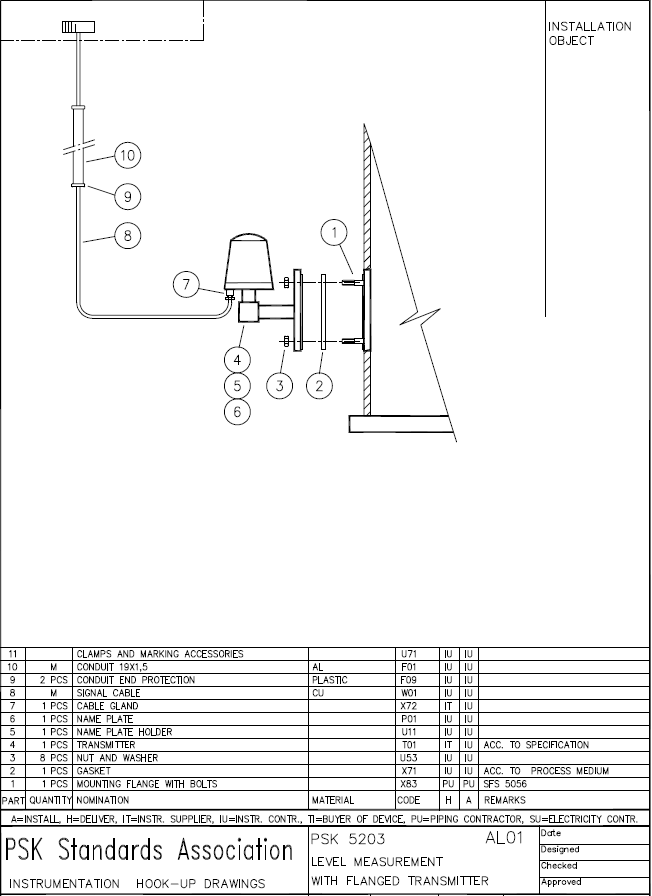 INSTALLATION
OBJECT
10
9
8
1
7
4
3
2
5
6
11 CLAMPS AND MARKING ACCESSORIES U71 IU IU
10 M CONDUIT 19X1,5 AL F01 IU IU
9 2 PCS CONDUIT END PROTECTION PLASTIC F09 IU IU
8 M SIGNAL CABLE CU W01 IU IU
7 1 PCS CABLE GLAND X72 IT IU
6 1 PCS NAME PLATE P01 IU IU
5 1 PCS NAME PLATE HOLDER U11 IU IU
4 1 PCS TRANSMITTER T01 IT IU ACC. TO SPECIFICATION
3 8 PCS NUT AND WASHER U53 IU IU
2 1 PCS GASKET X71 IU IU ACC. TO PROCESS MEDIUM
1 1 PCS MOUNTING FLANGE WITH BOLTS X83 PU PU SFS 5056
PART QUANTITY NOMINATION MATERIAL CODE H A REMARKS
A=INSTALL, H=DELIVER, IT=INSTR. SUPPLIER, IU=INSTR. CONTR., TI=BUYER OF DEVICE, PU=PIPING CONTRACTOR, SU=ELECTRICITY CONTR.
PSK Standards Association
INSTRUMENTATION HOOK-UP DRAWINGS
PSK 5203 AL01
LEVEL MEASUREMENT
WITH FLANGED TRANSMITTER
Date
Designed
Checked
Approved